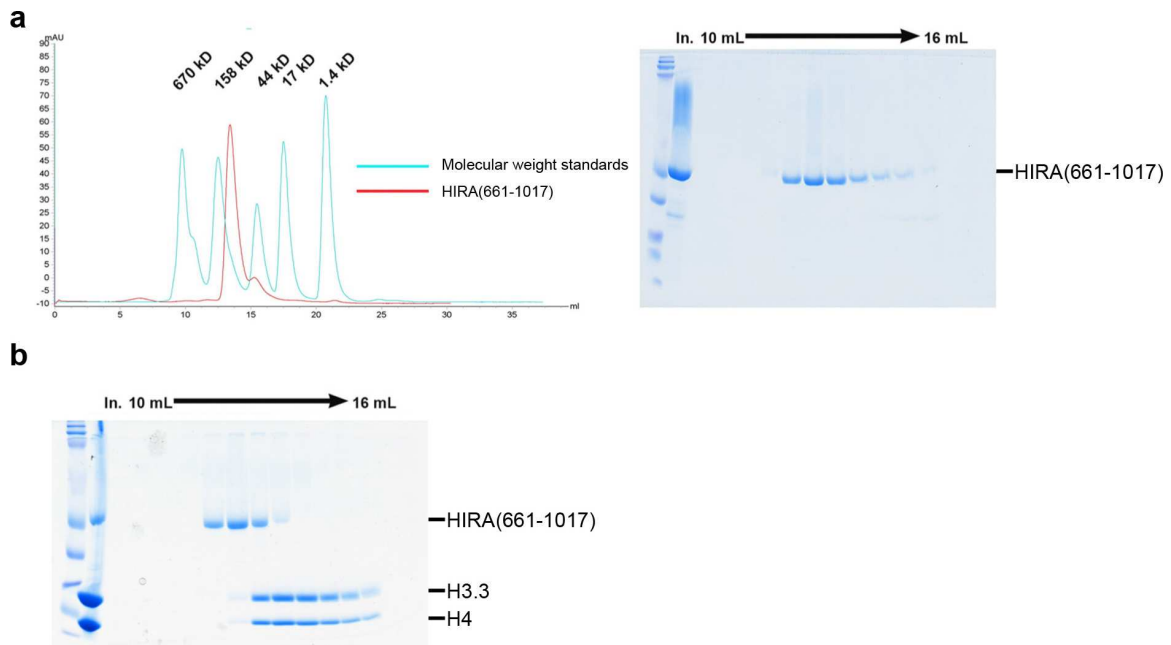 a
mAU
90
85
80
75
70
65
60
55
50
45
40
35
30
25
20
15
10
5
0
-5
-10
670 kD
158 kD
44 kD
17 kD
1.4 kD
Molecular weight standards
HIRA(661-1017)
0 5 10 15 20 25 30 35 ml
In. 10 mL 16 mL
HIRA(661-1017)
b
In. 10 mL 16 mL
HIRA(661-1017)
H3.3
H4